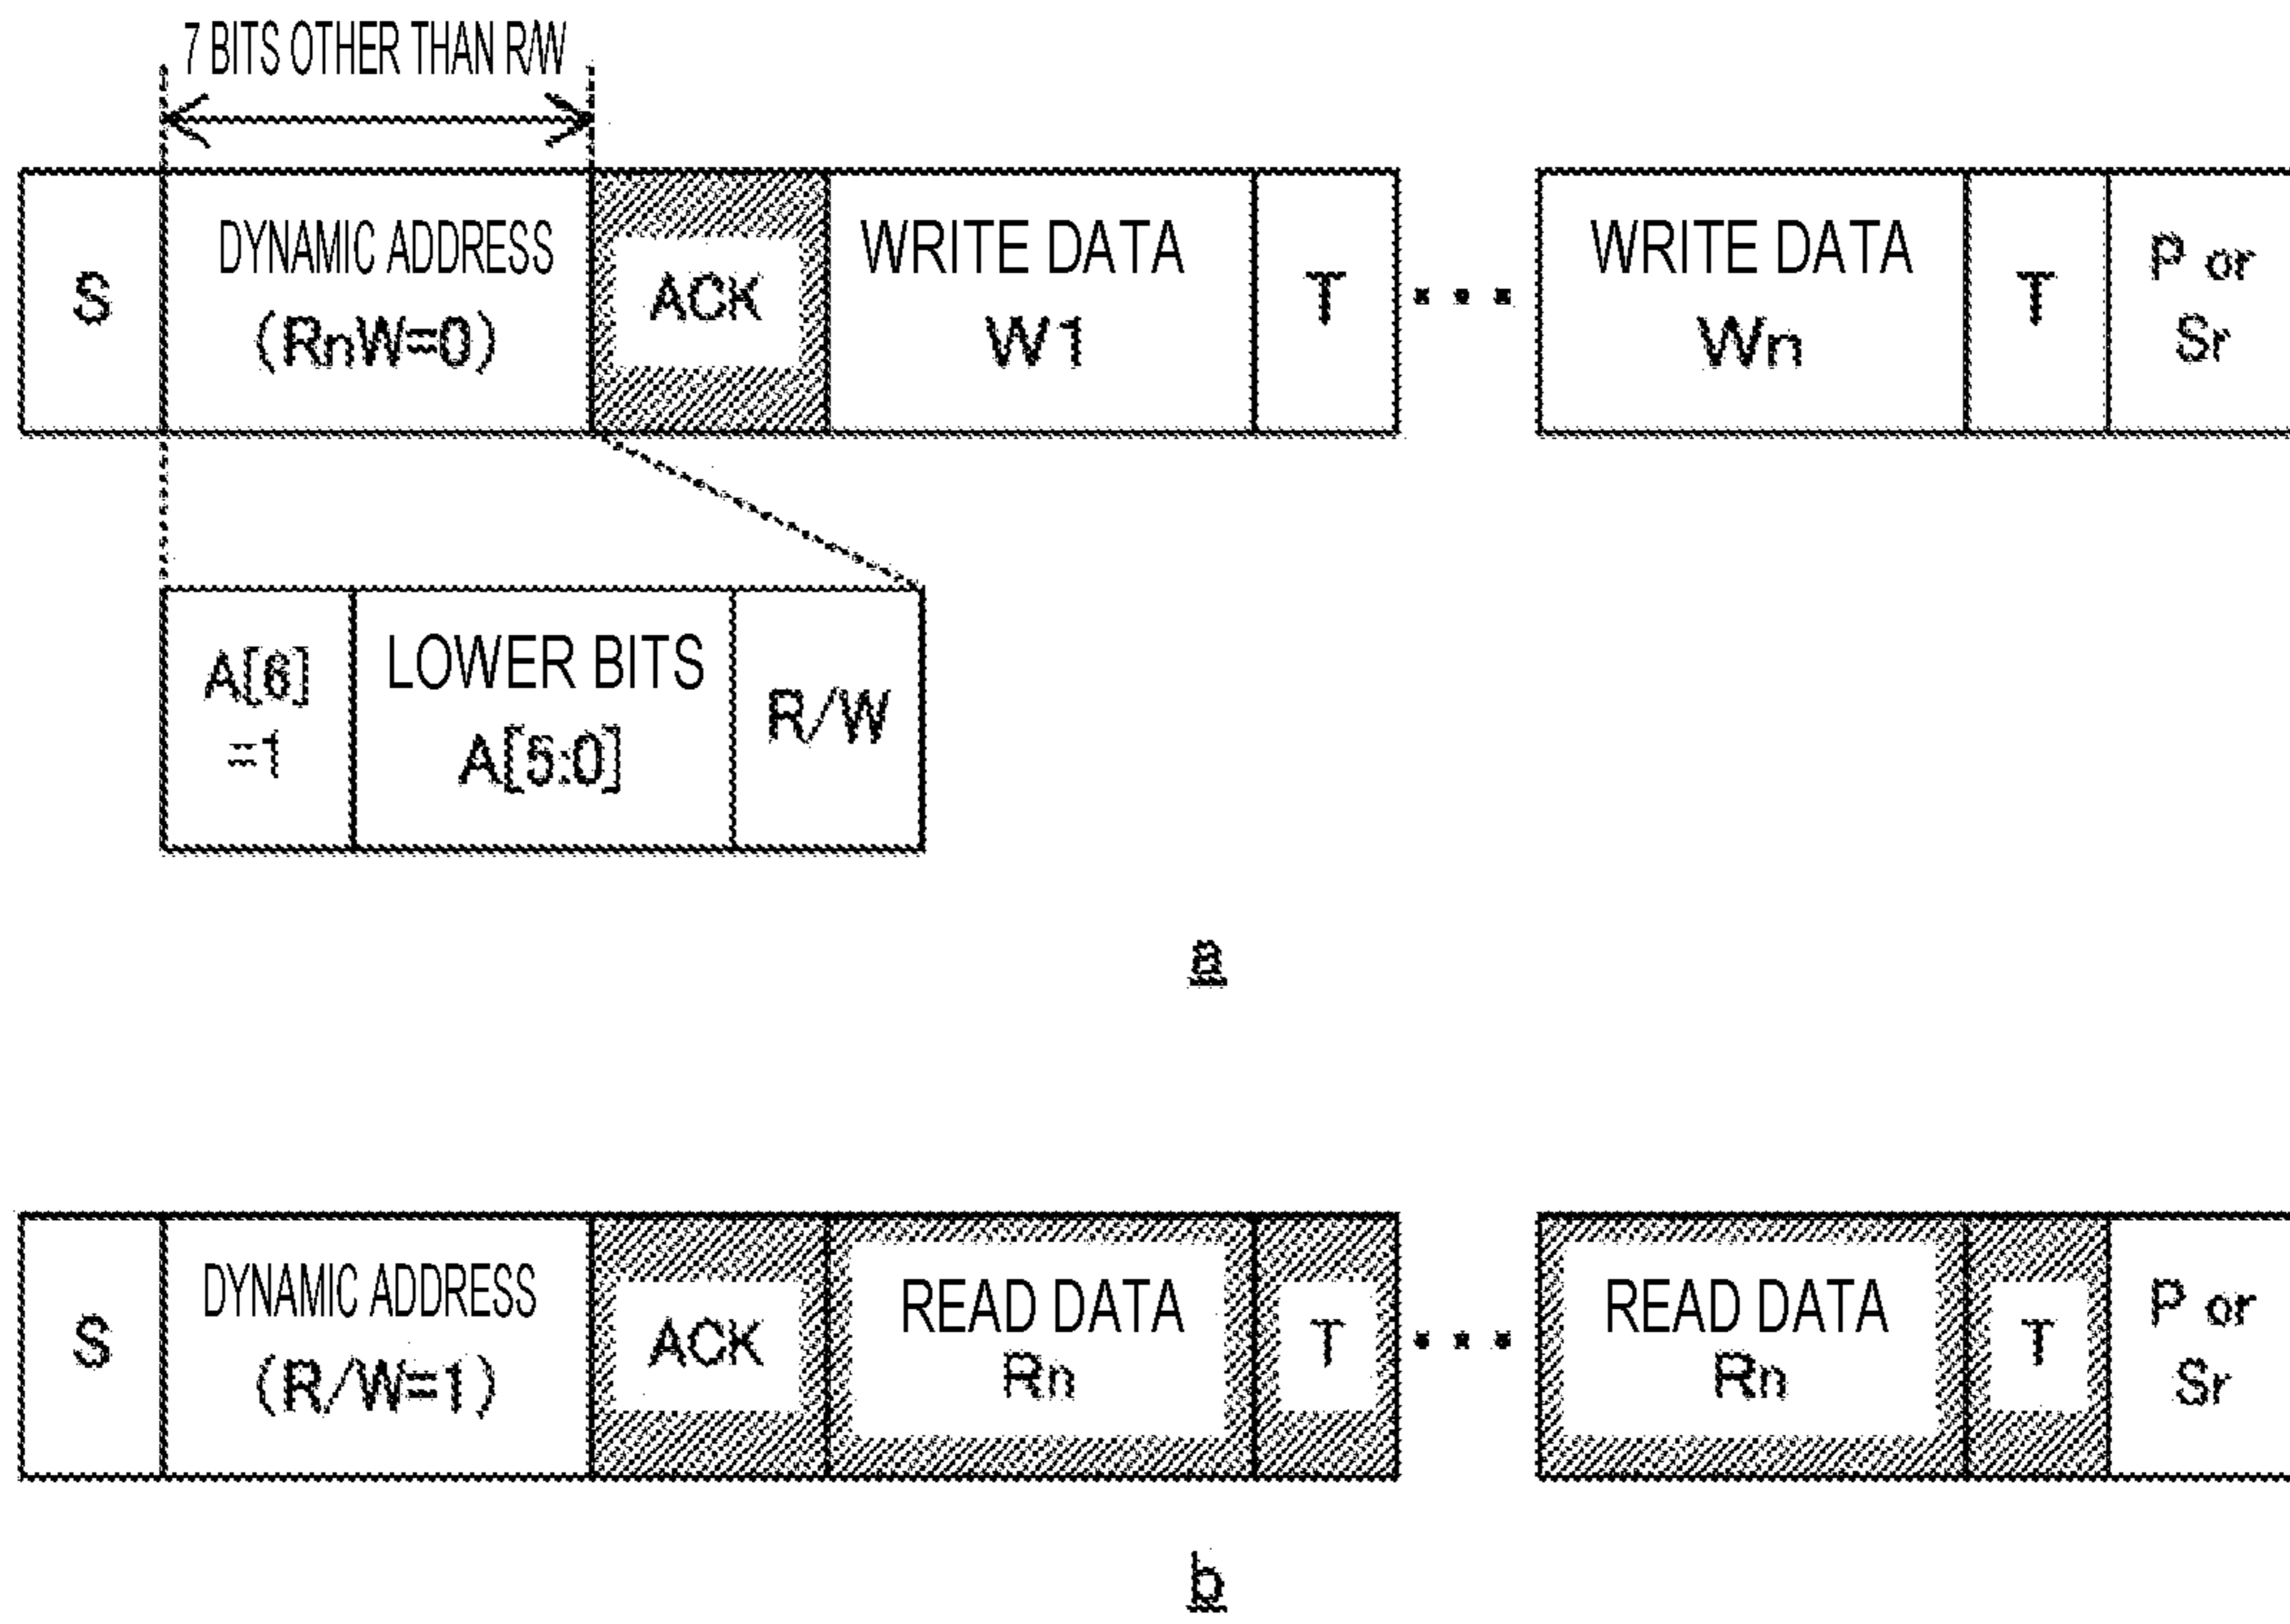 7 BITS OTHER THAN R/W
S
DYNAMIC ADDRESS
(RnW=0)
ACK
WRITE DATA
W1
T
...
WRITE DATA
Wn
T
P or
Sr
A[6]
=1
LOWER BITS
A[5:0]
R/W
a
S
DYNAMIC ADDRESS
(R/W=1)
ACK
READ DATA
Rn
T
...
READ DATA
Rn
T
P or
Sr
b